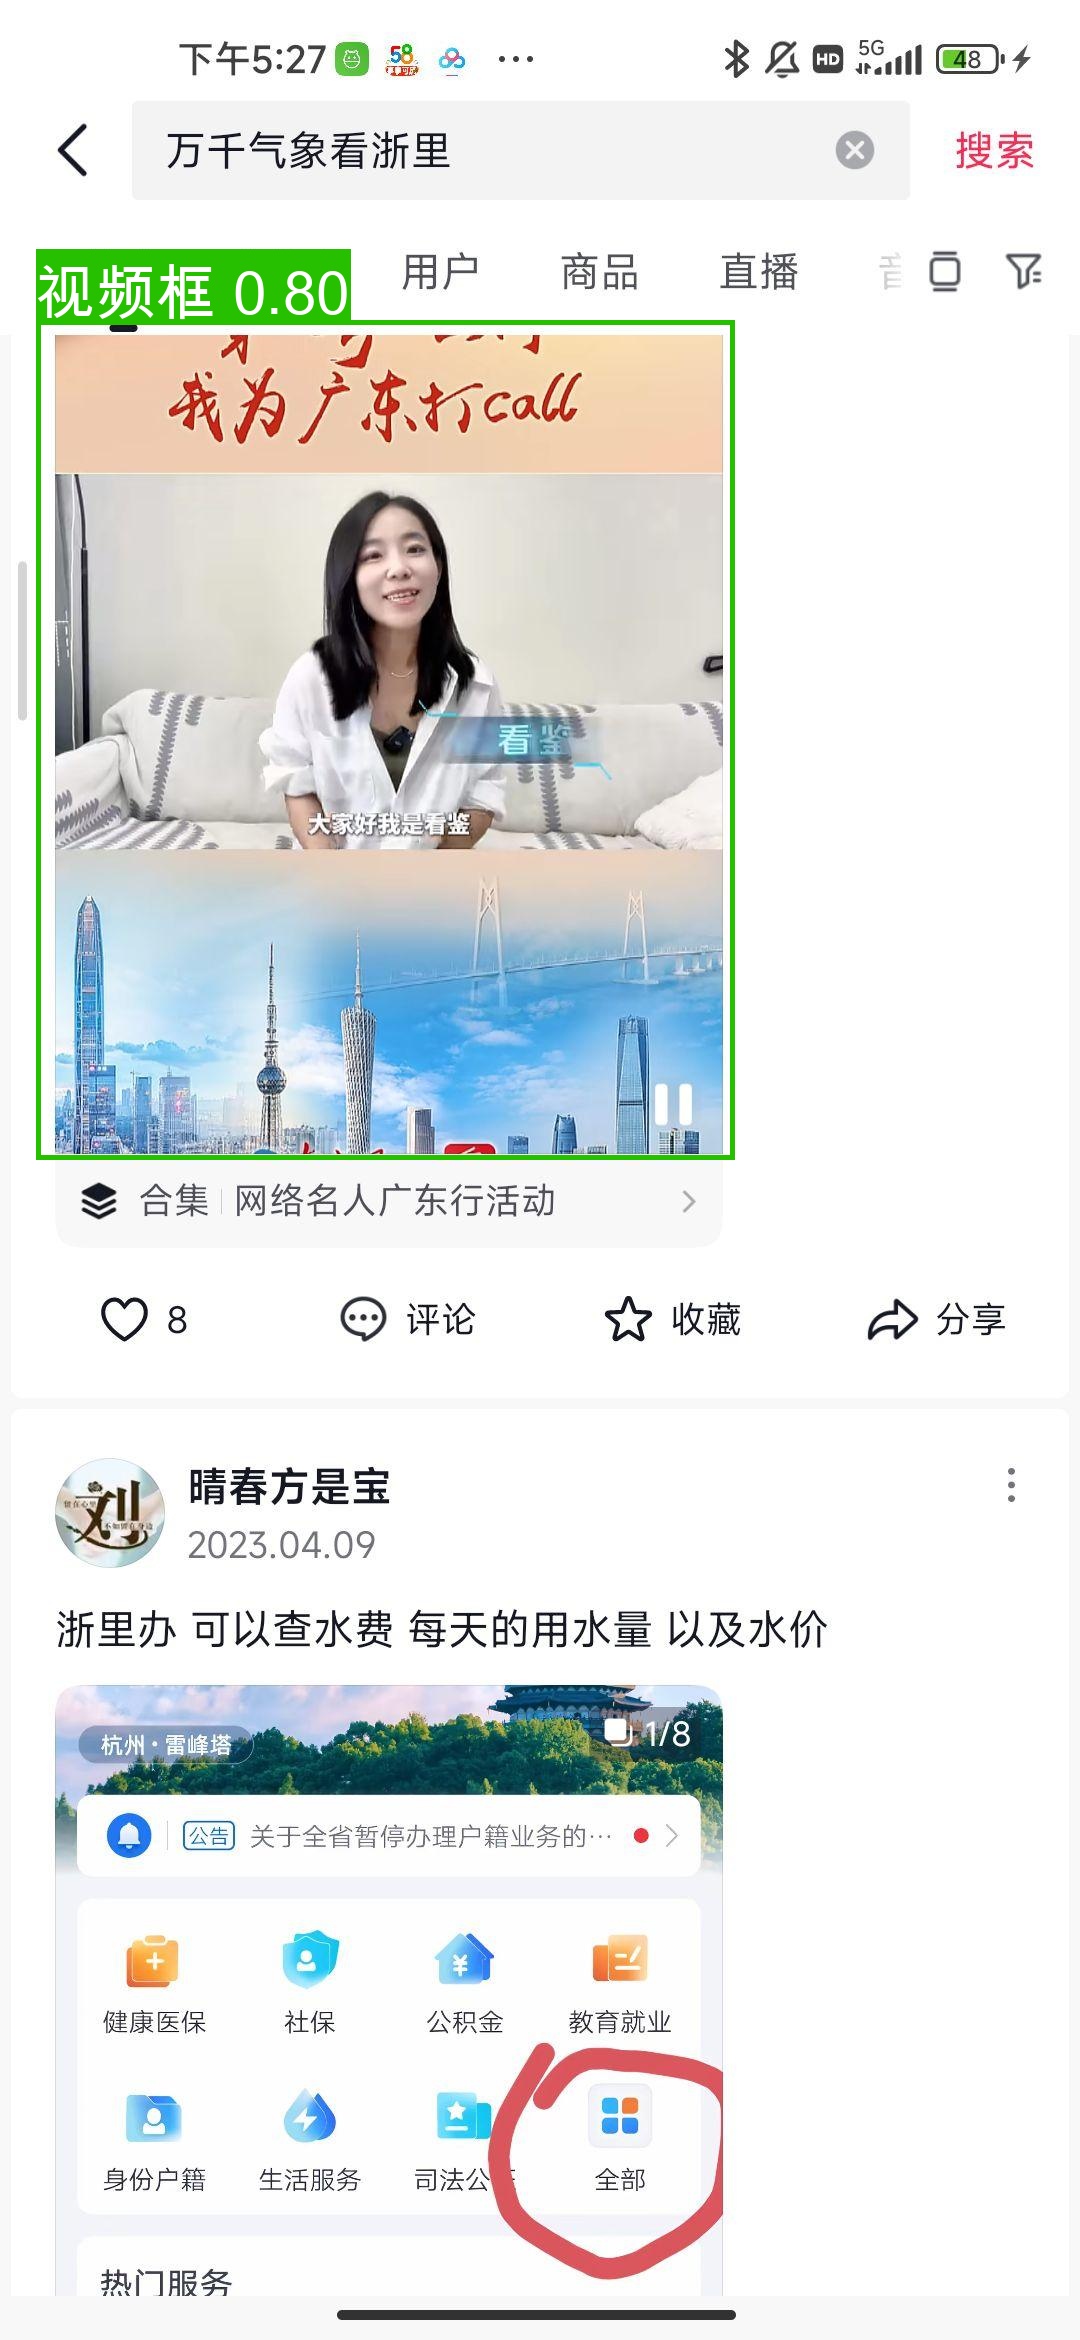 下午5:27
58
HD
5G
48
万千气象看浙里
搜索
视频框 0.80
用户
商品
直播
我为广东打call
看鉴
大家好我是看鉴
合集
网络名人广东行活动
8
评论
收藏
分享
晴春方是宝
2023.04.09
浙里办 可以查水费 每天的用水量 以及水价
杭州·雷峰塔
1/8
公告
关于全省暂停办理户籍业务的…
健康医保
社保
公积金
教育就业
身份户籍
生活服务
司法公
全部
热门服务